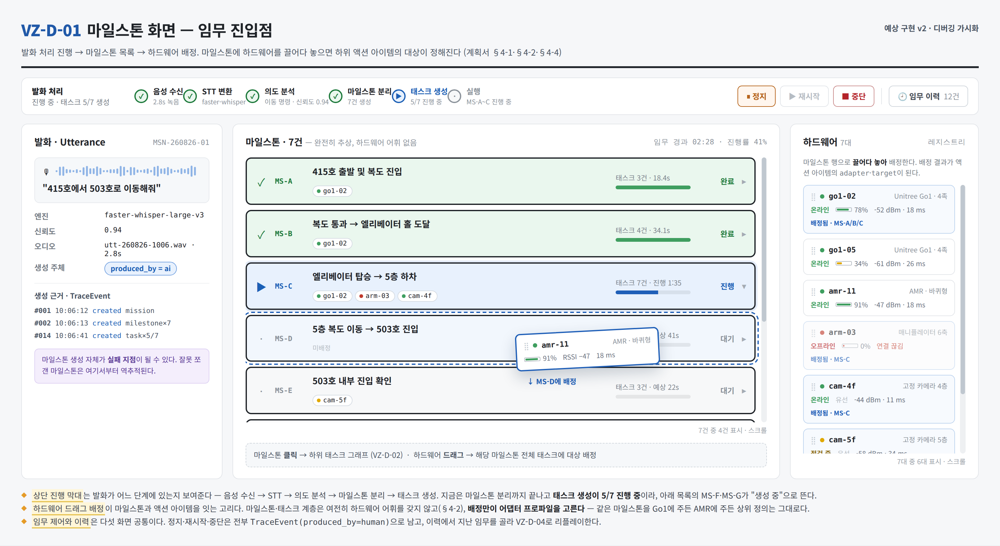 VZ-D-01 마일스톤 화면 — 임무 진입점
예상 구현 v2 · 디버깅 가시화
발화 처리 진행 → 마일스톤 목록 → 하드웨어 배정. 마일스톤에 하드웨어를 끌어다 놓으면 하위 액션 아이템의 대상이 정해진다 (계획서 §4-1·§4-2·§4-4)
발화 처리
진행 중 · 태스크 5/7 생성
✓ 음성 수신
2.8s 녹음
✓ STT 변환
faster-whisper
✓ 의도 분석
이동 명령 · 신뢰도 0.94
✓ 마일스톤 분리
7건 생성
▶ 태스크 생성
5/7 진행 중
· 실행
MS-A~C 진행 중
⏸ 정지
▶ 재시작
■ 중단
🕘 임무 이력 12건
발화 · Utterance
MSN-260826-01
"415호에서 503호로 이동해줘"
엔진 faster-whisper-large-v3
신뢰도 0.94
오디오 utt-260826-1006.wav ·
2.8s
생성 주체 produced_by = ai
생성 근거 · TraceEvent
#001 10:06:12 created mission
#002 10:06:13 created milestone×7
#014 10:06:41 created task×5/7
마일스톤 생성 자체가 실패 지점이 될 수 있다. 잘못 쪼
갠 마일스톤은 여기서부터 역추적된다.
마일스톤 · 7건 — 완전히 추상, 하드웨어 어휘 없음
임무 경과 02:28 · 진행률 41%
✓ MS-A
415호 출발 및 복도 진입
go1-02
태스크 3건 · 18.4s
완료 ▶
✓ MS-B
복도 통과 → 엘리베이터 홀 도달
go1-02
태스크 4건 · 34.1s
완료 ▶
▶ MS-C
엘리베이터 탑승 → 5층 하차
go1-02 arm-03 cam-4f
태스크 7건 · 진행 1:35
진행 ▼
· MS-D
5층 복도 이동 → 503호 진입
미배정
상 41s
대기 ▶
amr-11 AMR · 바퀴형
91% RSSI −47 18 ms
↓ MS-D에 배정
· MS-E
503호 내부 진입 확인
cam-5f
태스크 3건 · 예상 22s
대기 ▶
7건 중 4건 표시 · 스크롤
마일스톤 클릭 → 하위 태스크 그래프 (VZ-D-02) · 하드웨어 드래그 → 해당 마일스톤 전체 태스크에 대상 배정
하드웨어 7대
레지스트리
마일스톤 행으로 끌어다 놓아 배정한다. 배정 결과가 액
션 아이템의 adapter·target이 된다.
go1-02 Unitree Go1 · 4족
온라인 78% -52 dBm · 18 ms
배정됨 · MS-A/B/C
go1-05 Unitree Go1 · 4족
온라인 34% -61 dBm · 26 ms
amr-11 AMR · 바퀴형
온라인 91% -47 dBm · 18 ms
arm-03 매니퓰레이터 6축
오프라인 0% 연결 끊김
배정됨 · MS-C
cam-4f 고정 카메라 4층
온라인 유선 -44 dBm · 11 ms
배정됨 · MS-C
cam-5f 고정 카메라 5층
점검 중 유선 -58 dBm · 34 ms
7대 중 6대 표시 · 스크롤
◆ 상단 진행 막대는 발화가 어느 단계에 있는지 보여준다 — 음성 수신 → STT → 의도 분석 → 마일스톤 분리 → 태스크 생성. 지금은 마일스톤 분리까지 끝나고 태스크 생성이 5/7 진행 중이라, 아래 목록의 MS-F·MS-G가 "생성 중"으로 뜬다.
◆ 하드웨어 드래그 배정이 마일스톤과 액션 아이템을 잇는 고리다. 마일스톤·태스크 계층은 여전히 하드웨어 어휘를 갖지 않고(§4-2), 배정만이 어댑터 프로파일을 고른다 — 같은 마일스톤을 Go1에 주든 AMR에 주든 상위 정의는 그대로다.
◆ 임무 제어와 이력은 다섯 화면 공통이다. 정지·재시작·중단은 전부 TraceEvent(produced_by=human)으로 남고, 이력에서 지난 임무를 골라 VZ-D-04로 리플레이한다.